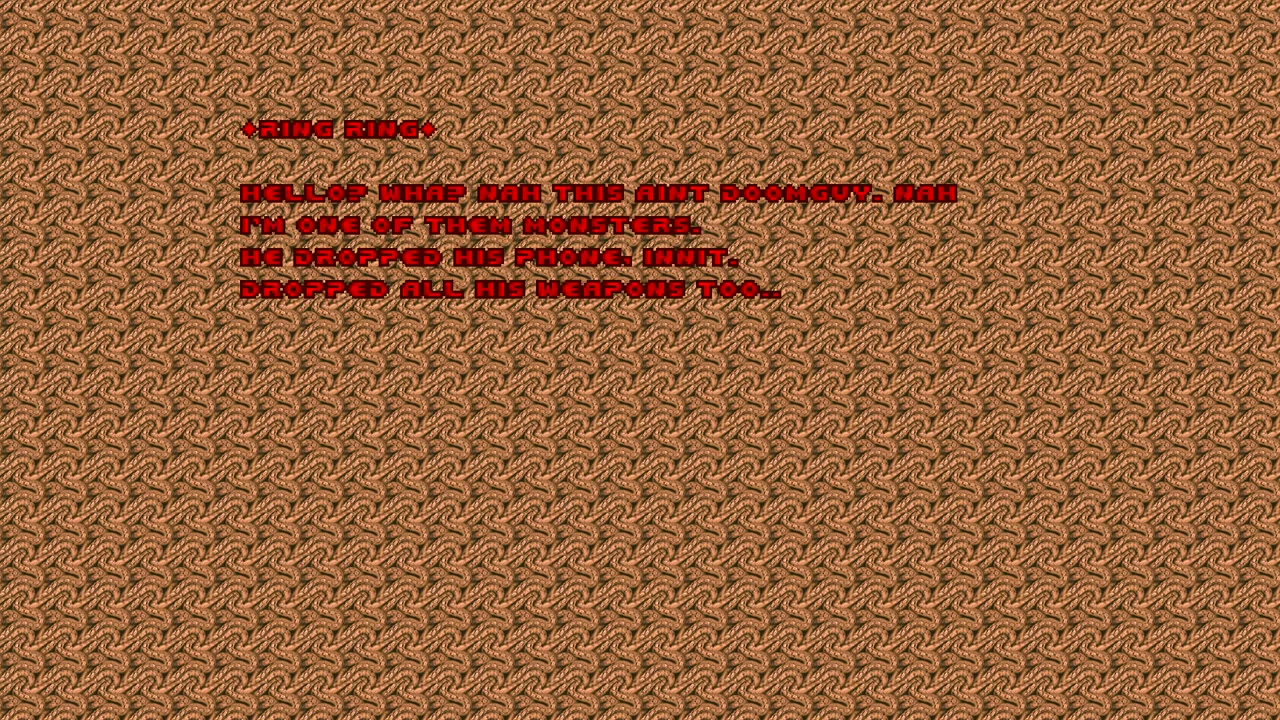 *RING RING*
HELLO? WHA? NAH THIS AINT DOOMGUY. NAH
I'M ONE OF THEM MONSTERS.
HE DROPPED HIS PHONE, INNIT.
DROPPED ALL HIS WEAPONS TOO..